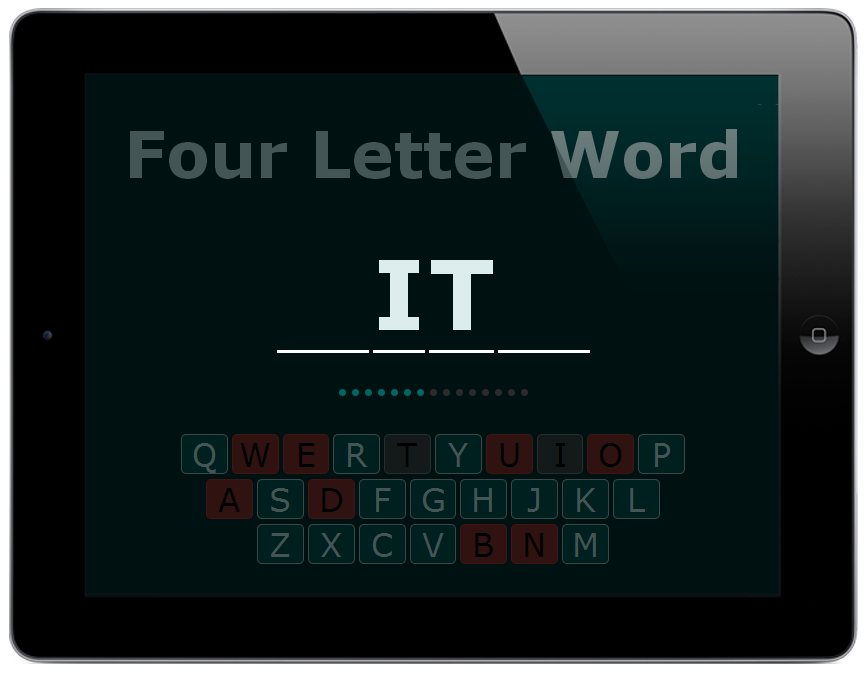 Four Letter Word
IT
Q W E R T Y U I O P
A S D F G H J K L
Z X C V B N M